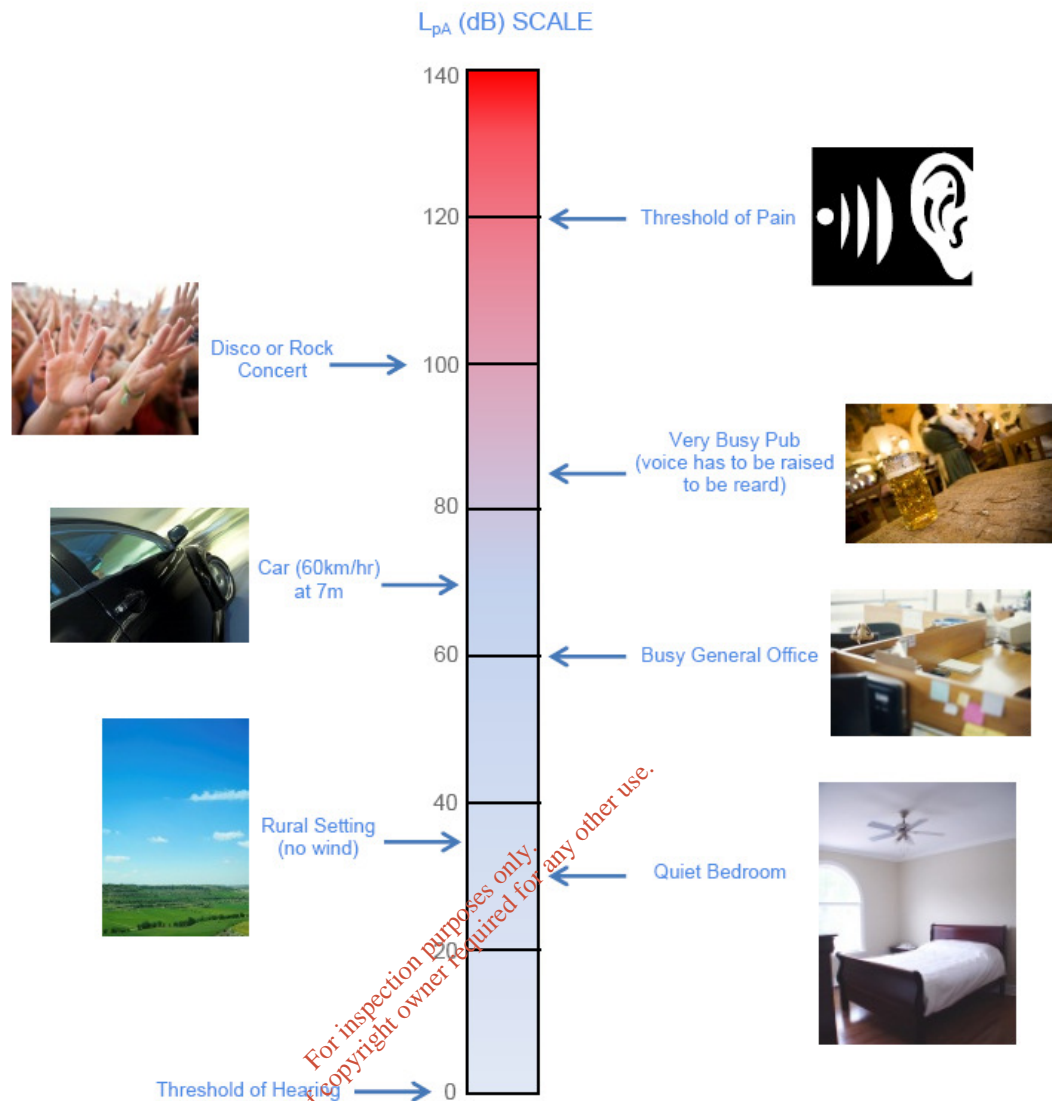 LpA (dB) SCALE
140
120
Threshold of Pain
Disco or Rock
Concert
100
Very Busy Pub
(voice has to be raised
to be reard)
80
Car (60km/hr)
at 7m
60
Busy General Office
40
Rural Setting
(no wind)
Quiet Bedroom
20
For inspection purposes only.
copyright owner required for any other use.
Threshold of Hearing
0